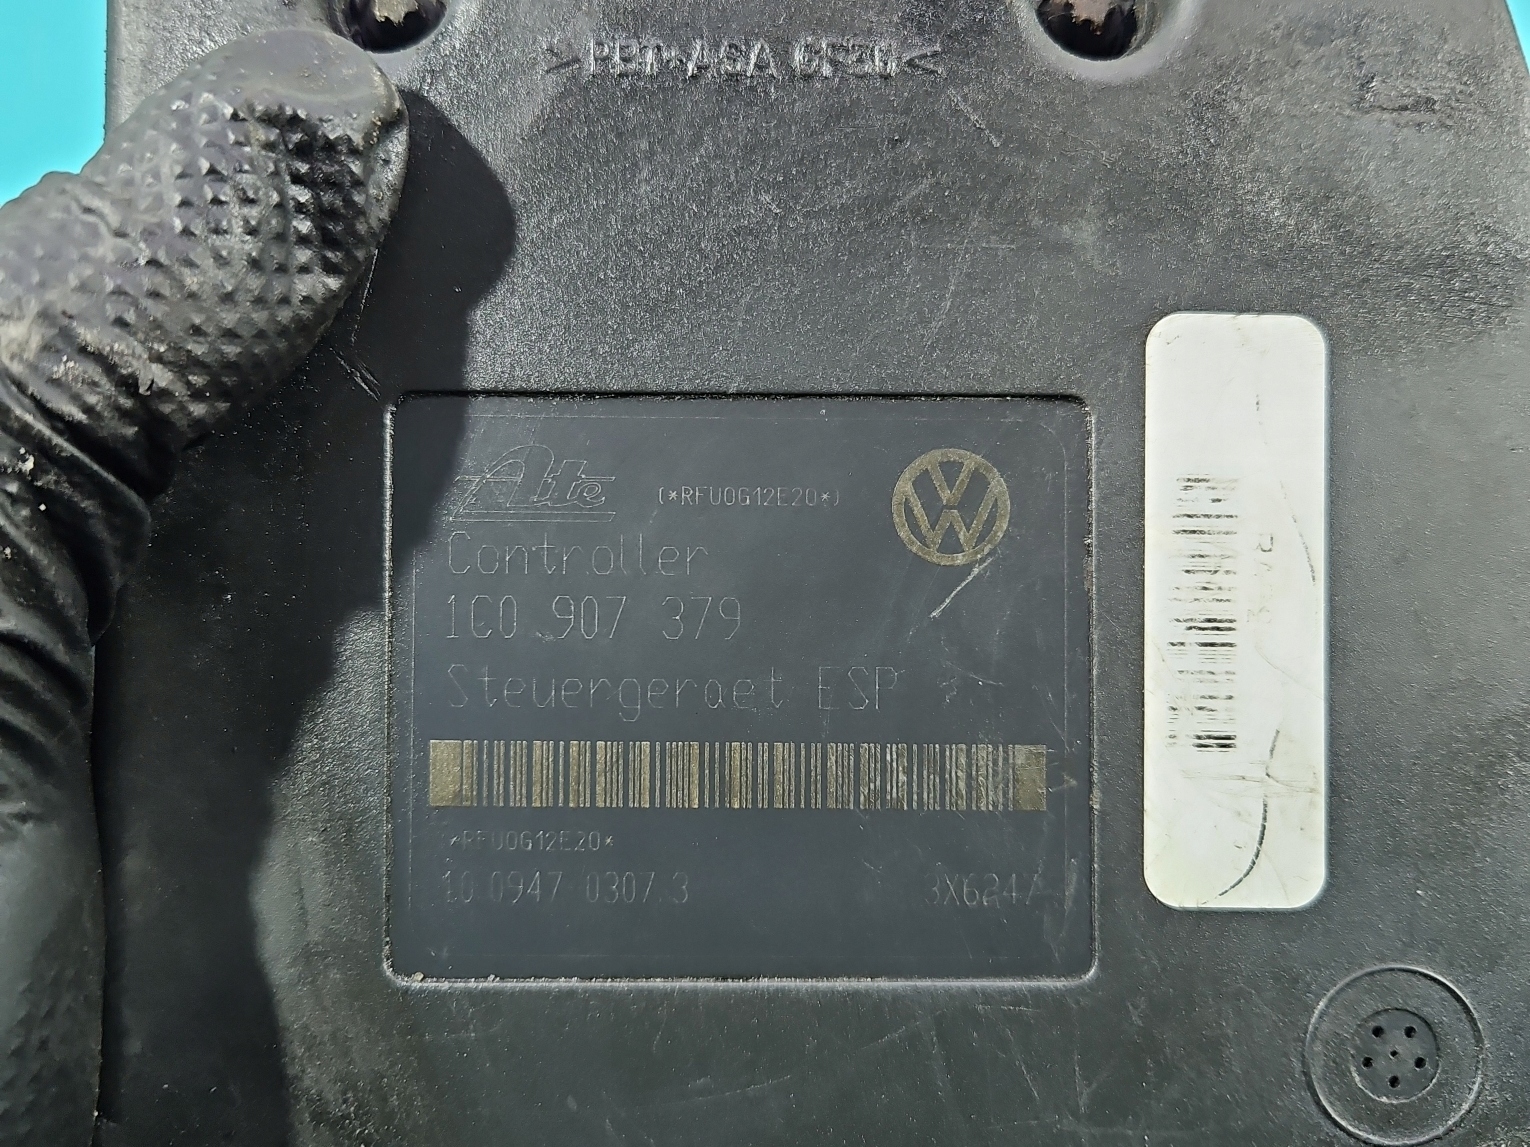 >PBT+ASA GF30<
Ate (*RFU0G12E20*)
Controller
1C0 907 379
Steuergeraet ESP
*RFU0G12E20*
10.0947-0307.3 3X6247